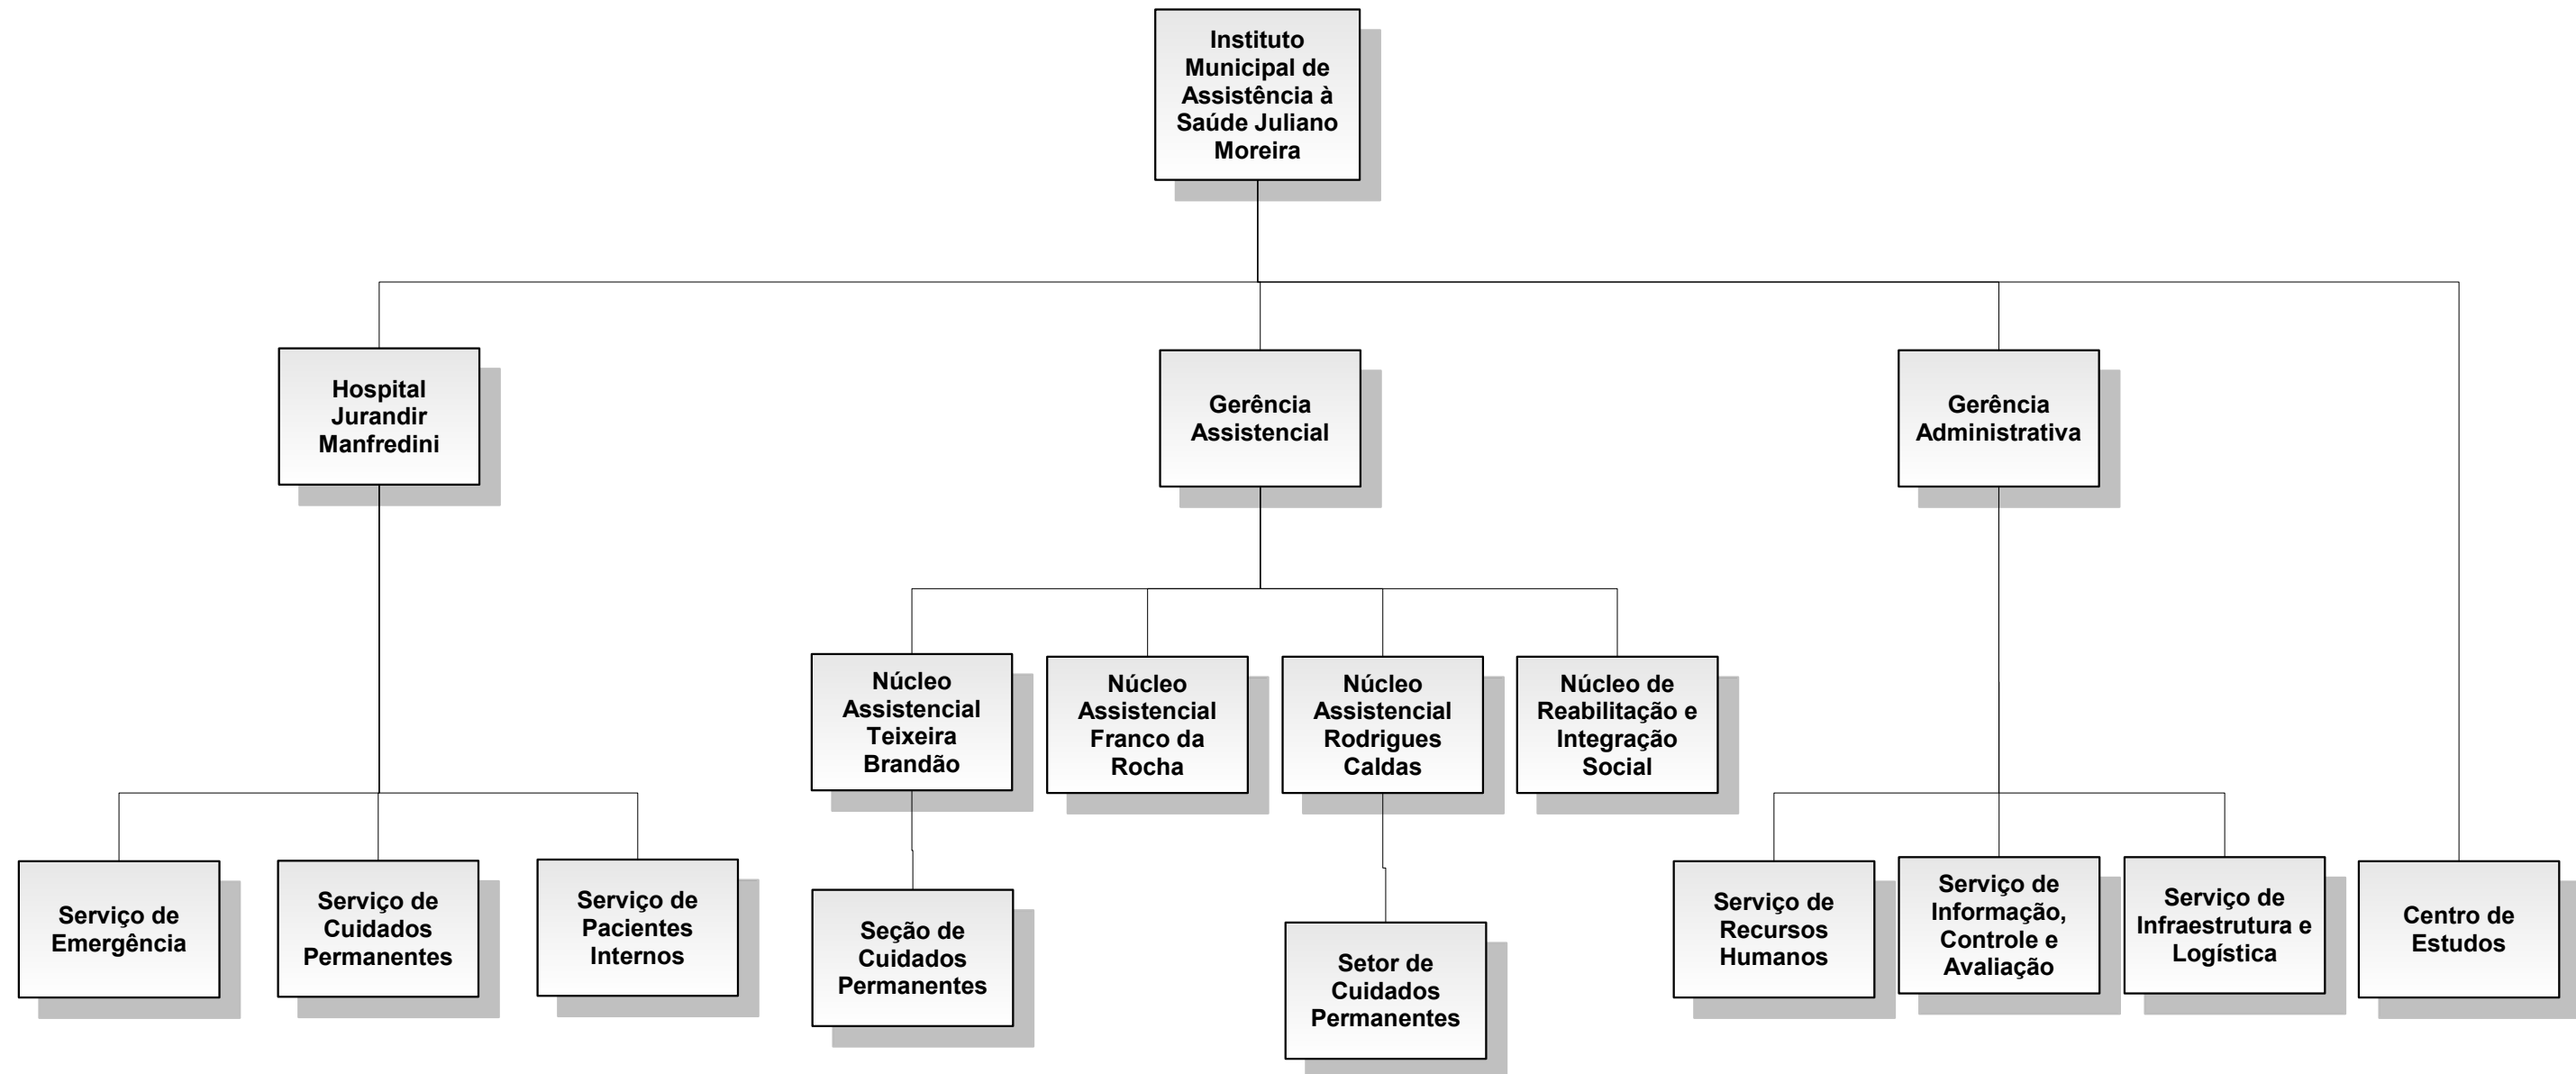 Instituto
Municipal de
Assistência à
Saúde Juliano
Moreira
Hospital
Jurandir
Manfredini
Gerência
Assistencial
Gerência
Administrativa
Núcleo
Assistencial
Teixeira
Brandão
Núcleo
Assistencial
Franco da
Rocha
Núcleo
Assistencial
Rodrigues
Caldas
Núcleo de
Reabilitação e
Integração
Social
Serviço de
Emergência
Serviço de
Cuidados
Permanentes
Serviço de
Pacientes
Internos
Seção de
Cuidados
Permanentes
Setor de
Cuidados
Permanentes
Serviço de
Recursos
Humanos
Serviço de
Informação,
Controle e
Avaliação
Serviço de
Infraestrutura e
Logística
Centro de
Estudos